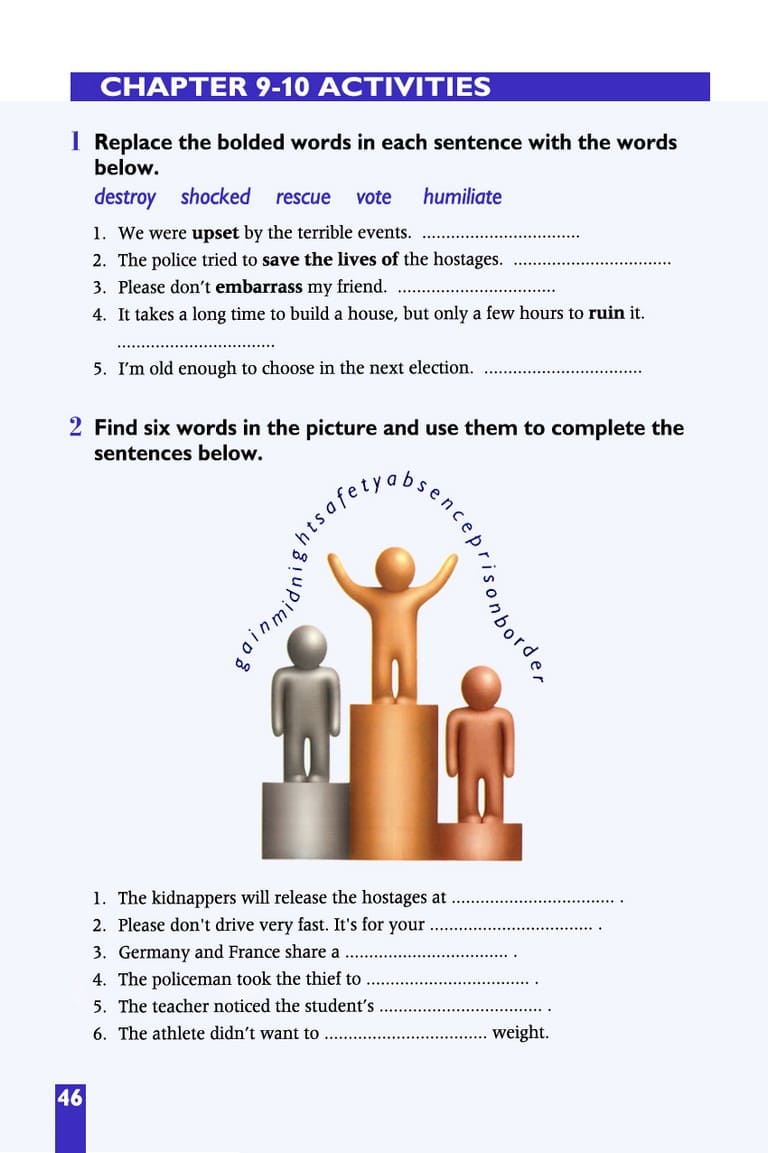 CHAPTER 9-10 ACTIVITIES
1 Replace the bolded words in each sentence with the words
below.
destroy shocked rescue vote humiliate
1. We were upset by the terrible events. .................................
2. The police tried to save the lives of the hostages. .................................
3. Please don’t embarrass my friend. .................................
4. It takes a long time to build a house, but only a few hours to ruin it.
.................................
5. I’m old enough to choose in the next election. .................................
2 Find six words in the picture and use them to complete the
sentences below.
gainmidnightsafetyabsenceprisonborder
1. The kidnappers will release the hostages at .................................. .
2. Please don't drive very fast. It's for your .................................. .
3. Germany and France share a .................................. .
4. The policeman took the thief to .................................. .
5. The teacher noticed the student’s .................................. .
6. The athlete didn’t want to .................................. weight.
46